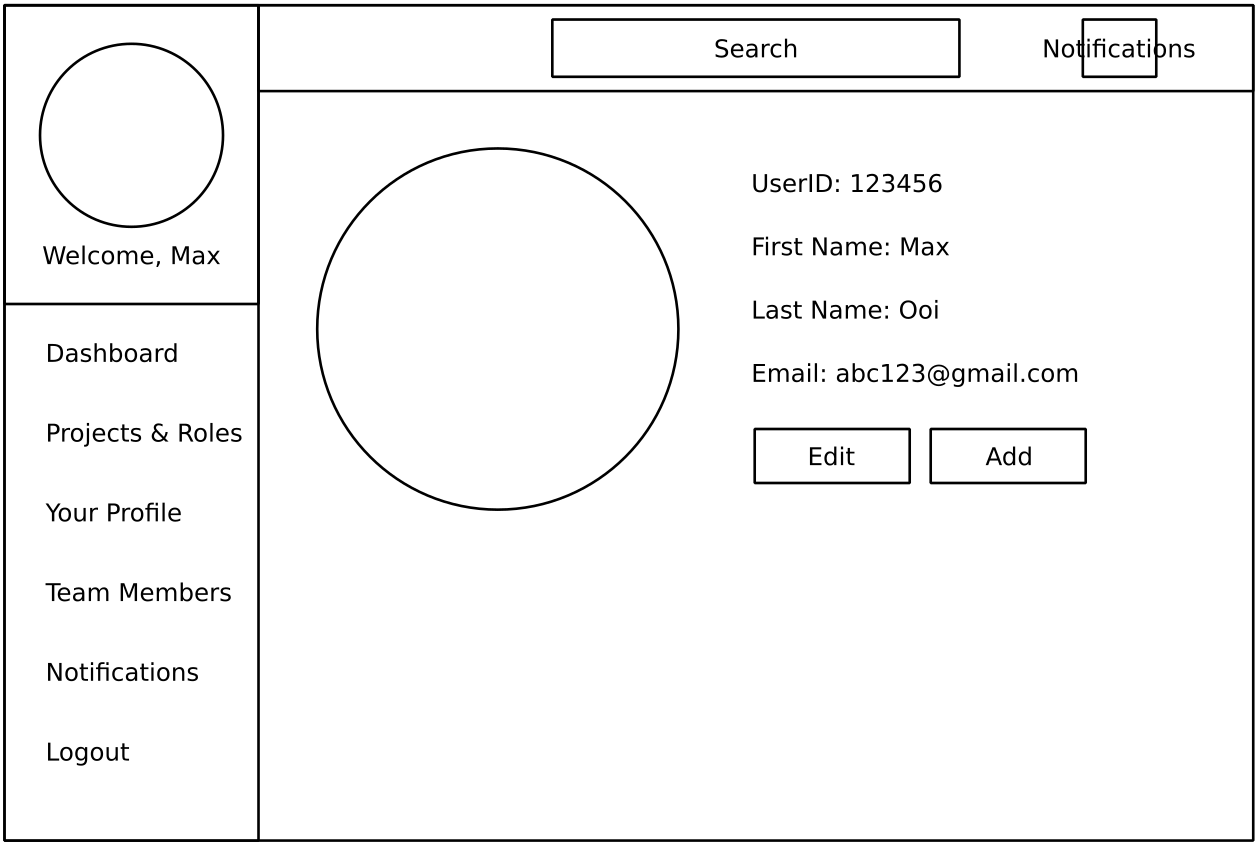 Search
Notifications
Welcome, Max
Dashboard
Projects & Roles
Your Profile
Team Members
Notifications
Logout
UserID: 123456
First Name: Max
Last Name: Ooi
Email: abc123@gmail.com
Edit
Add